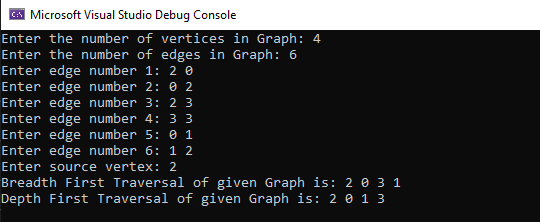 Microsoft Visual Studio Debug Console
Enter the number of vertices in Graph: 4
Enter the number of edges in Graph: 6
Enter edge number 1: 2 0
Enter edge number 2: 0 2
Enter edge number 3: 2 3
Enter edge number 4: 3 3
Enter edge number 5: 0 1
Enter edge number 6: 1 2
Enter source vertex: 2
Breadth First Traversal of given Graph is: 2 0 3 1
Depth First Traversal of given Graph is: 2 0 1 3